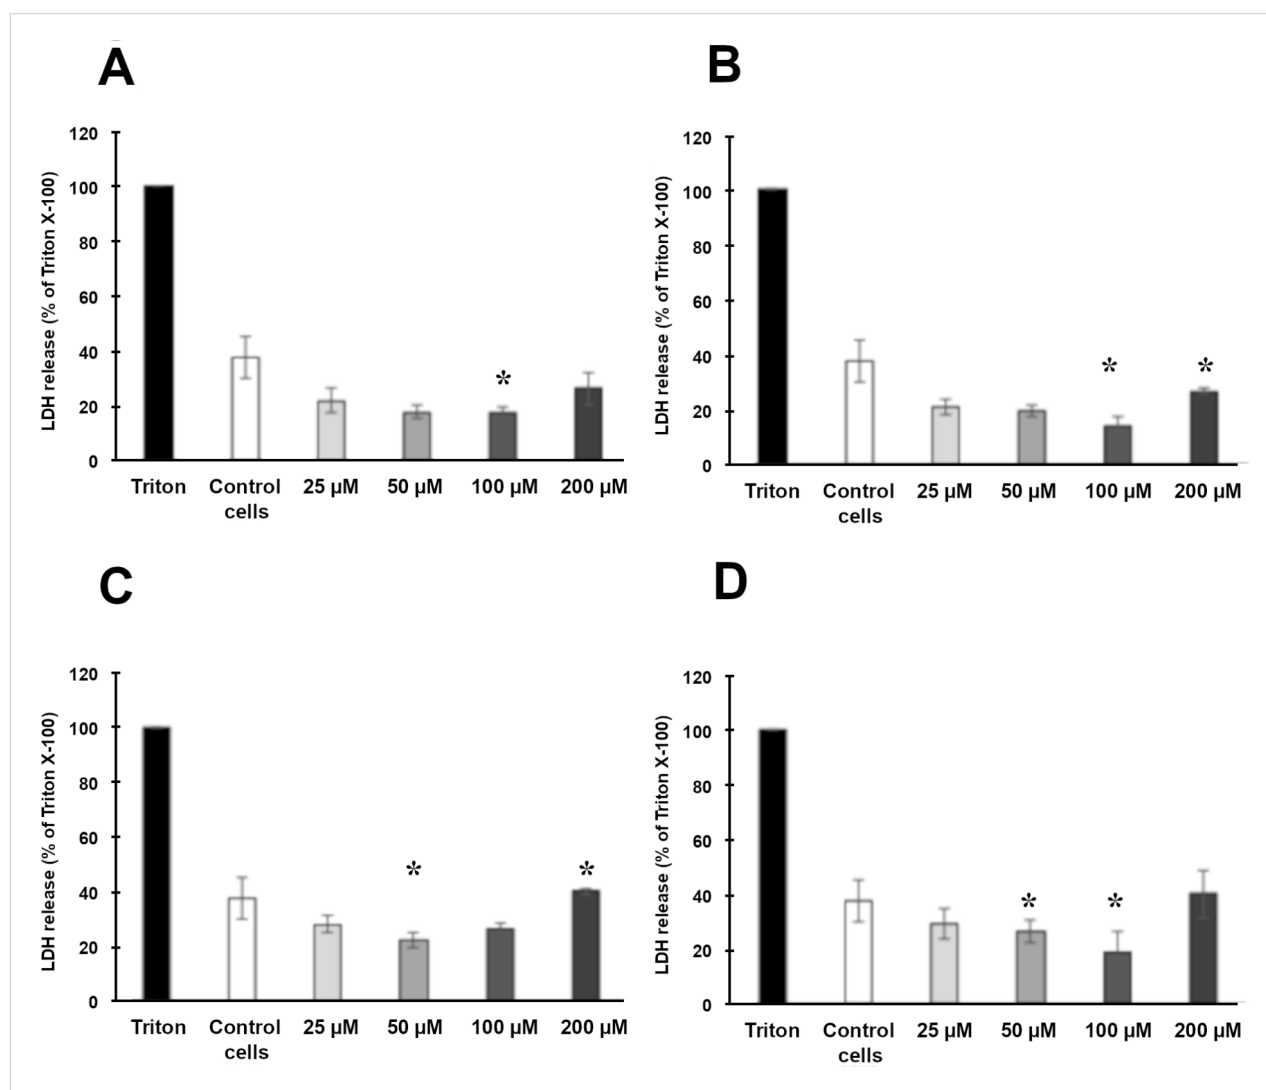 A
LDH release (% of Triton X-100)
120
100
80
60
40
20
0
*
Triton Control cells 25 µM 50 µM 100 µM 200 µM
B
LDH release (% of Triton X-100)
120
100
80
60
40
20
0
* *
Triton Control cells 25 µM 50 µM 100 µM 200 µM
C
LDH release (% of Triton X-100)
120
100
80
60
40
20
0
* *
Triton Control cells 25 µM 50 µM 100 µM 200 µM
D
LDH release (% of Triton X-100)
120
100
80
60
40
20
0
* *
Triton Control cells 25 µM 50 µM 100 µM 200 µM